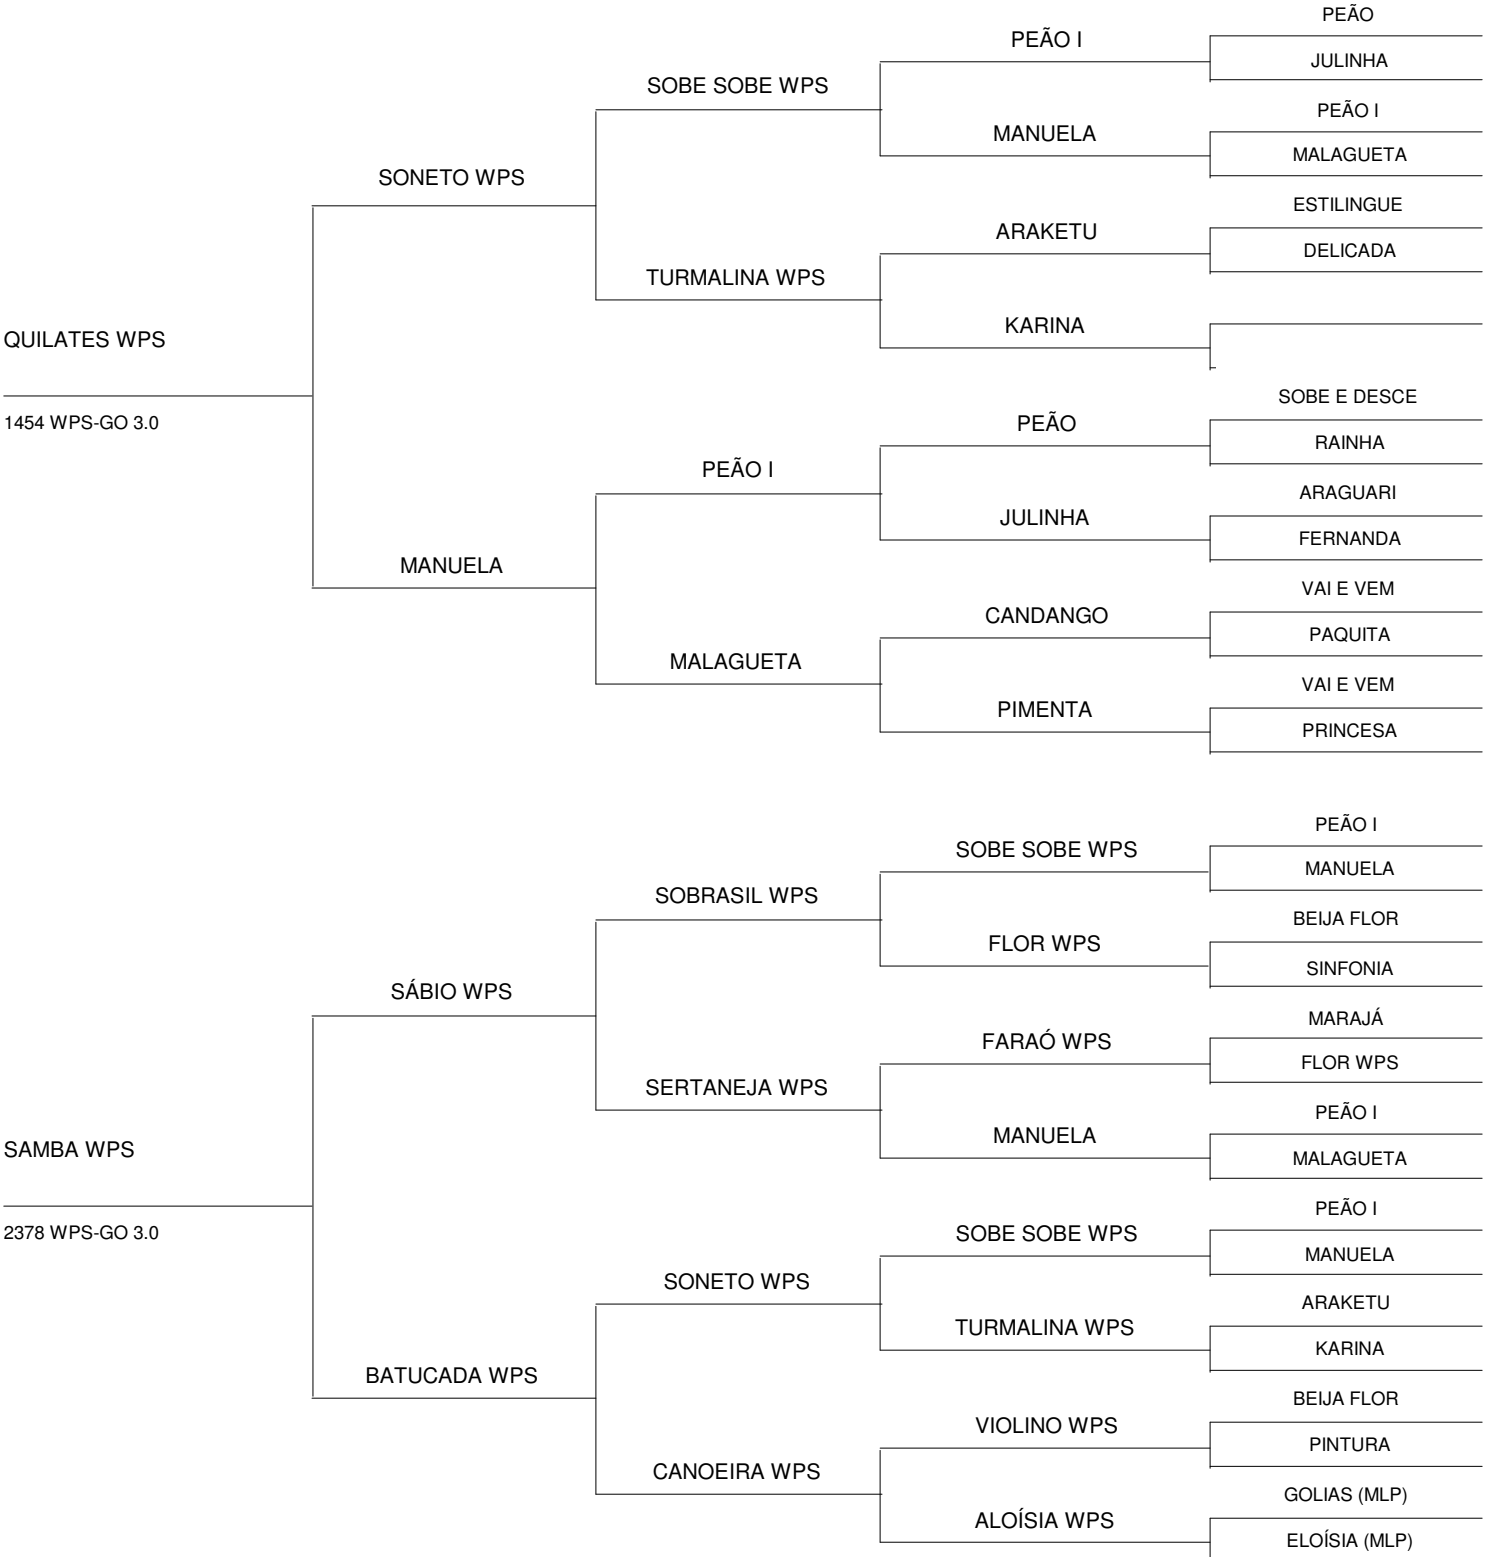 PEÃO
PEÃO I
JULINHA
SOBE SOBE WPS
PEÃO I
MANUELA
MALAGUETA
SONETO WPS
ESTILINGUE
ARAKETU
DELICADA
TURMALINA WPS
KARINA
QUILATES WPS
SOBE E DESCE
1454 WPS-GO 3.0
PEÃO
RAINHA
PEÃO I
ARAGUARI
JULINHA
FERNANDA
MANUELA
VAI E VEM
CANDANGO
PAQUITA
MALAGUETA
VAI E VEM
PIMENTA
PRINCESA
PEÃO I
SOBE SOBE WPS
MANUELA
SOBRASIL WPS
BEIJA FLOR
FLOR WPS
SINFONIA
SÁBIO WPS
MARAJÁ
FARAÓ WPS
FLOR WPS
SERTANEJA WPS
PEÃO I
MANUELA
SAMBA WPS
MALAGUETA
PEÃO I
2378 WPS-GO 3.0
SOBE SOBE WPS
MANUELA
SONETO WPS
ARAKETU
TURMALINA WPS
KARINA
BATUCADA WPS
BEIJA FLOR
VIOLINO WPS
PINTURA
CANOEIRA WPS
GOLIAS (MLP)
ALOÍSIA WPS
ELOÍSIA (MLP)